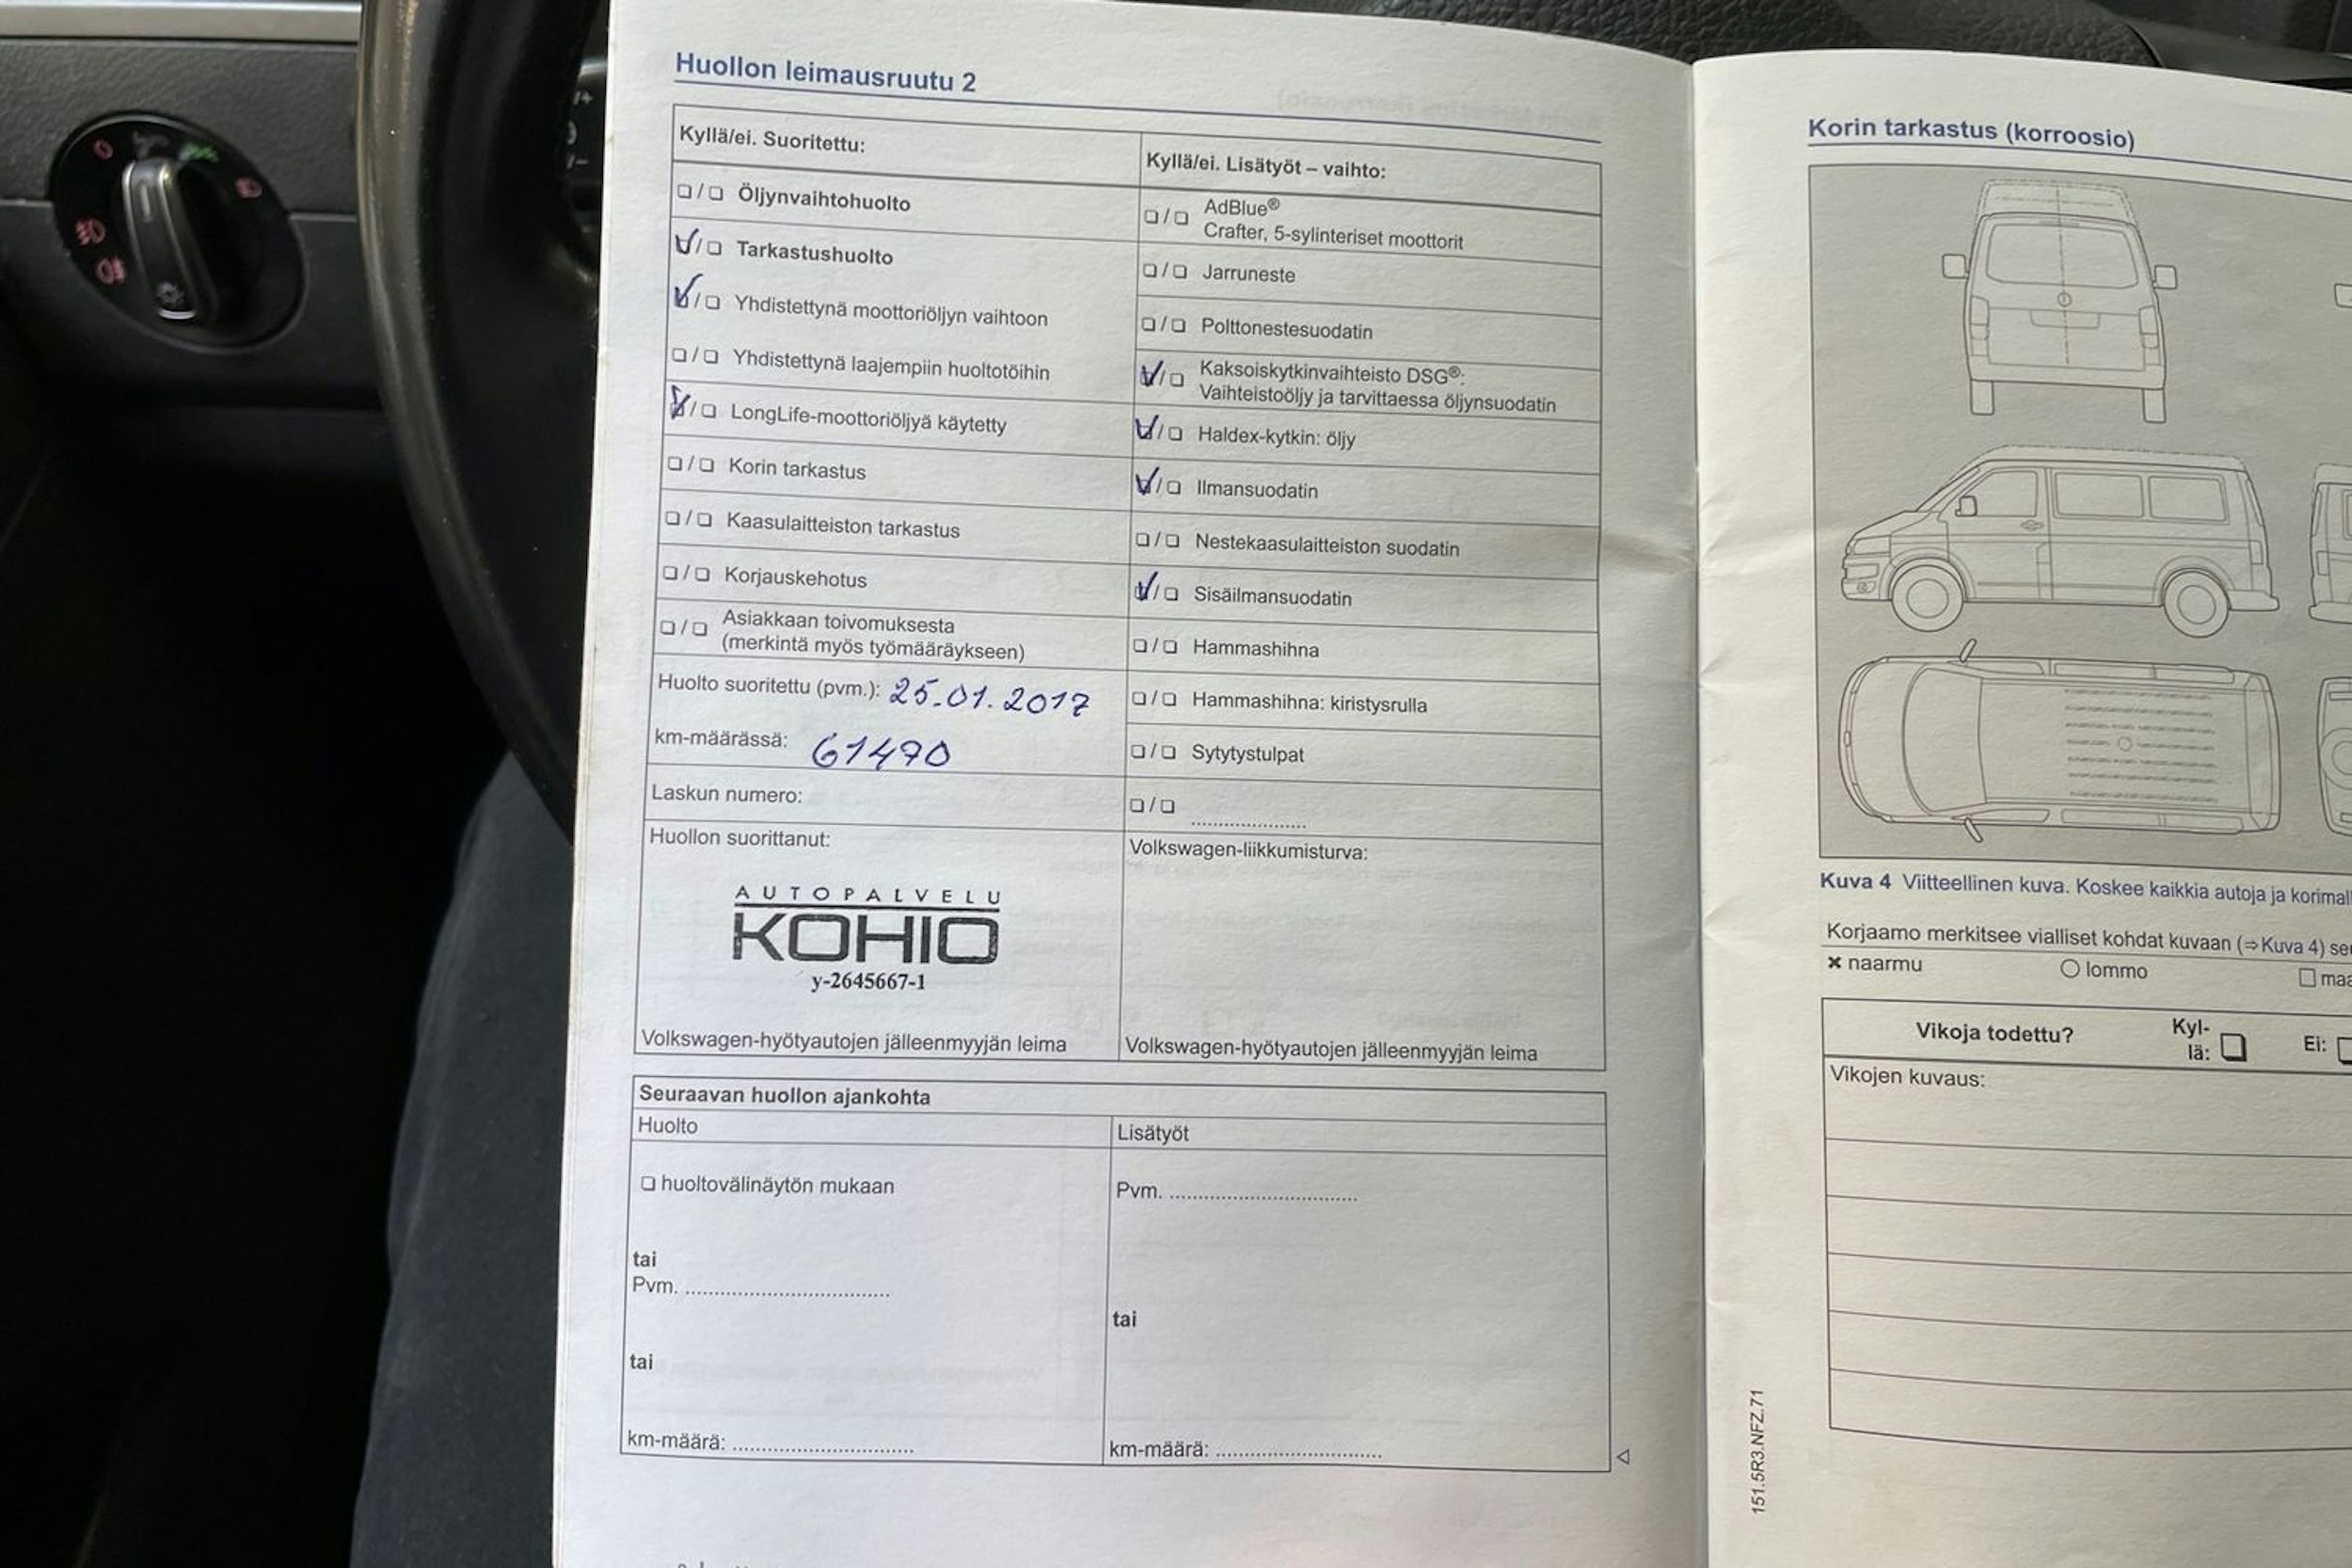 Huollon leimausruutu 2
Kyllä/ei. Suoritettu:
Öljynvaihtohuolto
Tarkastushuolto
Yhdistettynä moottoriöljyn vaihtoon
Yhdistettynä laajempiin huoltotöihin
LongLife-moottoriöljyä käytetty
Korin tarkastus
Kaasulaitteiston tarkastus
Korjauskehotus
Asiakkaan toivomuksesta
(merkintä myös työmääräykseen)
Huolto suoritettu (pvm.): 25.01.2017
km-määrässä: 61470
Laskun numero:
Huollon suorittanut:
AUTOPALVELU
KOHIO
y-2645667-1
Volkswagen-hyötyautojen jälleenmyyjän leima
Kyllä/ei. Lisätyöt – vaihto:
AdBlue®
Crafter, 5-sylinteriset moottorit
Jarruneste
Polttonestesuodatin
Kaksoiskytkinvaihteisto DSG®:
Vaihteistoöljy ja tarvittaessa öljynsuodatin
Haldex-kytkin: öljy
Ilmansuodatin
Nestekaasulaitteiston suodatin
Sisäilmansuodatin
Hammashihna
Hammashihna: kiristysrulla
Sytytystulpat
Volkswagen-liikkumisturva:
Volkswagen-hyötyautojen jälleenmyyjän leima
Seuraavan huollon ajankohta
Huolto
huoltovälinäytön mukaan
tai
Pvm.
tai
km-määrä:
Lisätyöt
Pvm.
tai
km-määrä:
Korin tarkastus (korroosio)
Kuva 4 Viitteellinen kuva. Koskee kaikkia autoja ja
Korjaamo merkitsee vialliset kohdat kuvaan (⇒Kuva 4)
naarmu lommo
Vikoja todettu? Kyl-
lä: Ei:
Vikojen kuvaus:
151.5R3.NFZ.71